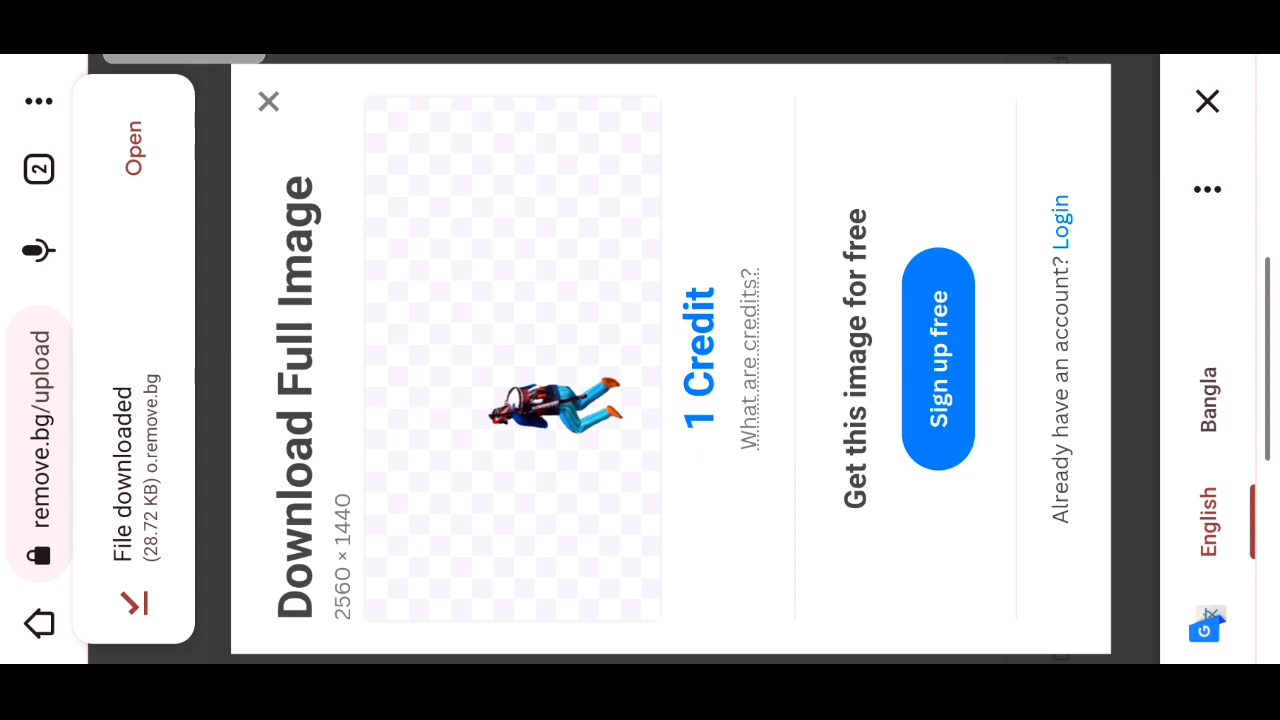 remove.bg/upload
2
File downloaded
(28.72 KB) o.remove.bg
Open
Download Full Image
2560 × 1440
1 Credit
What are credits?
Get this image for free
Sign up free
Already have an account? Login
G
English
Bangla